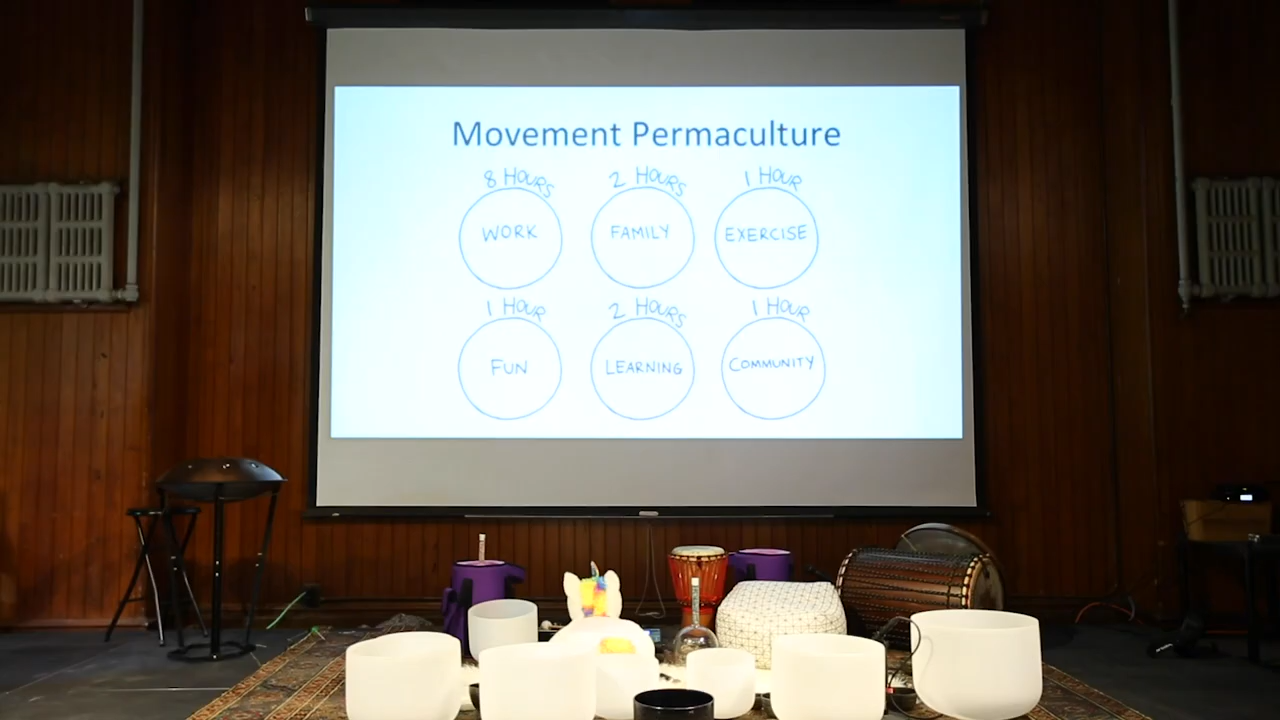 Movement Permaculture
8 HOURS 2 HOURS 1 HOUR
WORK FAMILY EXERCISE
1 HOUR 2 HOURS 1 HOUR
FUN LEARNING COMMUNITY